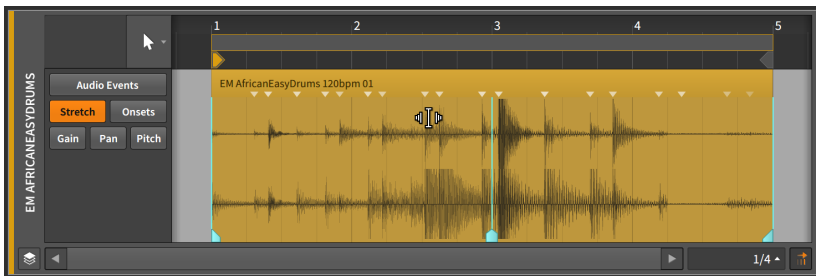 1 2 3 4 5
EM AFRICANEASYDRUMS
Audio Events
Stretch Onsets
Gain Pan Pitch
EM AfricanEasyDrums 120bpm 01
1/4